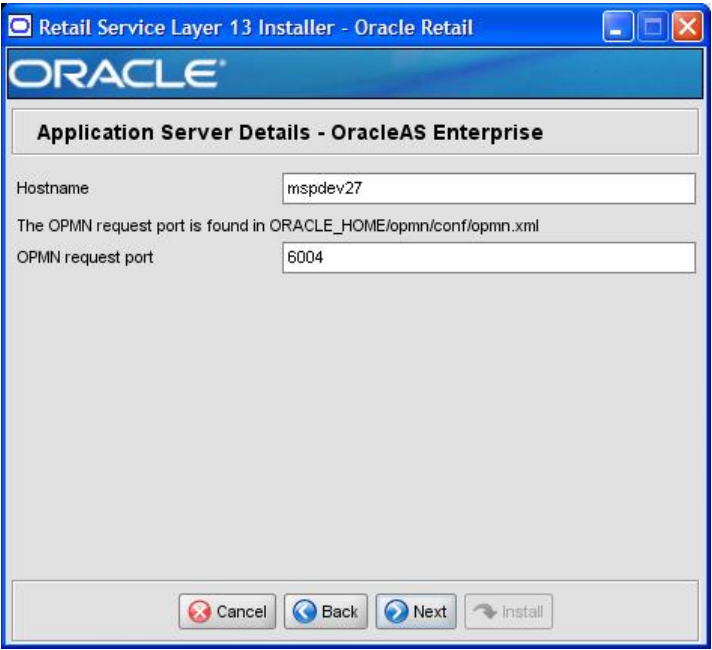 Retail Service Layer 13 Installer - Oracle Retail
ORACLE
Application Server Details - OracleAS Enterprise
Hostname mspdev27
The OPMN request port is found in ORACLE_HOME/opmn/conf/opmn.xml
OPMN request port 6004
Cancel Back Next Install